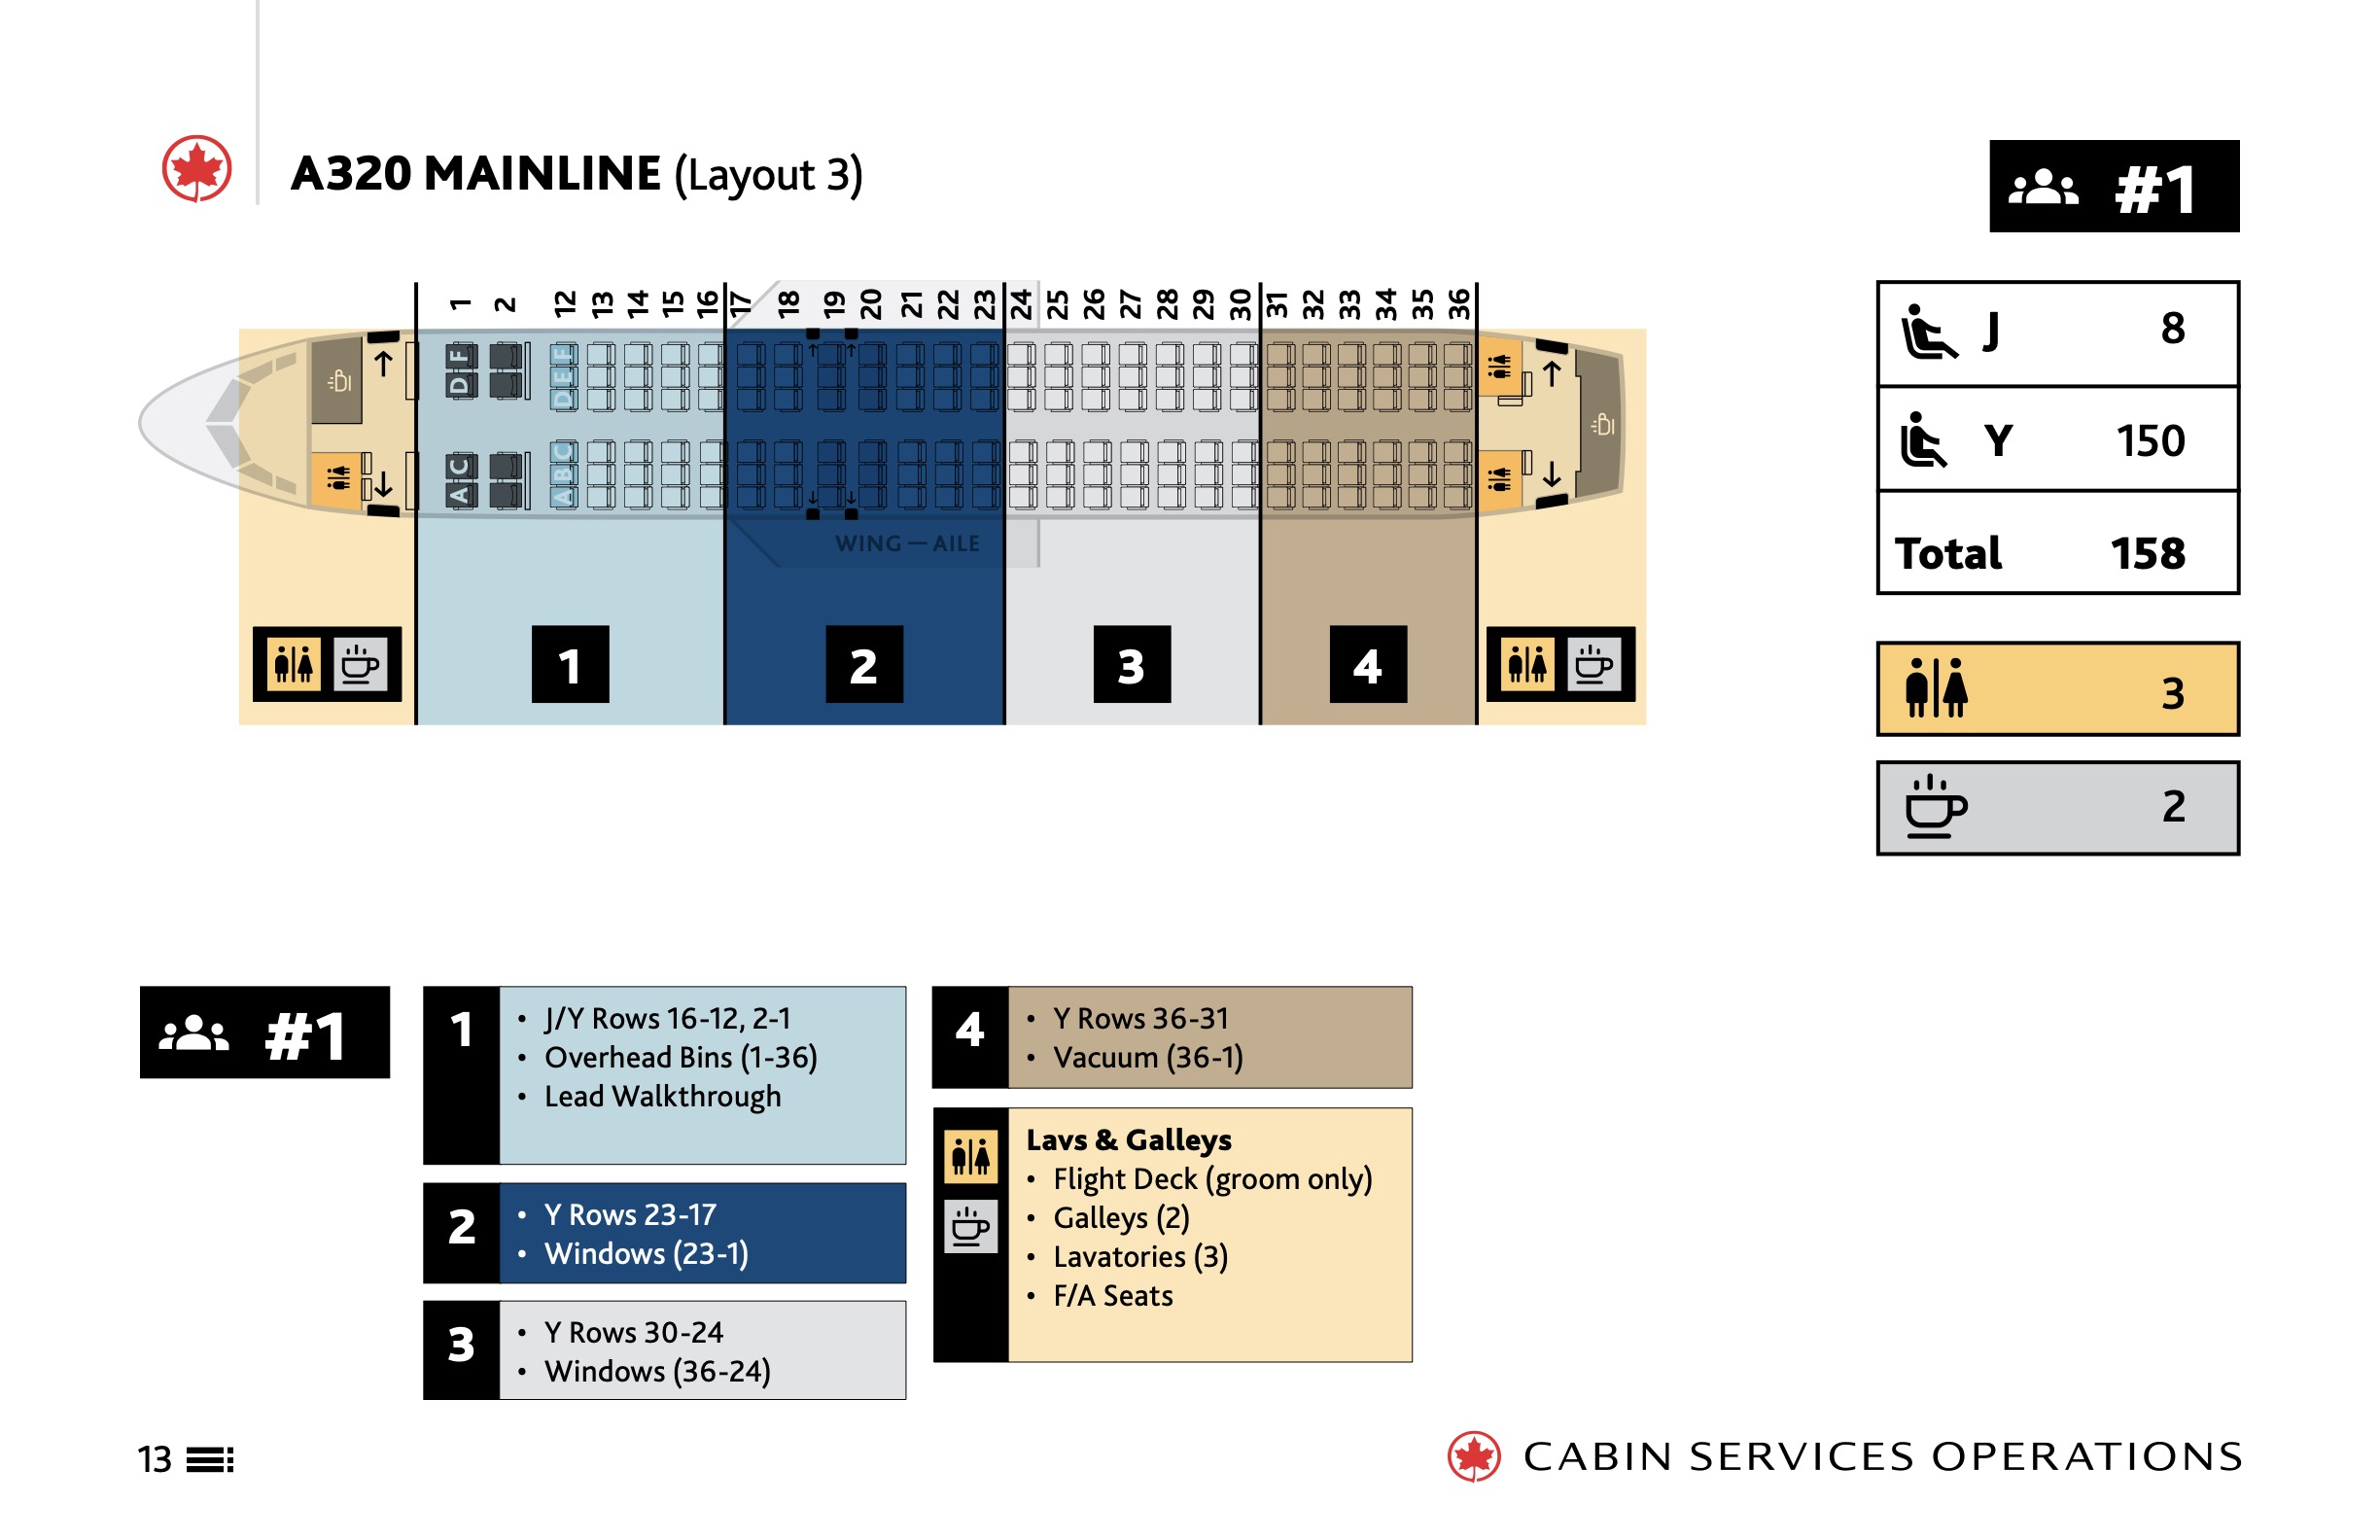 A320 MAINLINE (Layout 3)
#1
1 2 12 13 14 15 16 17 18 19 20 21 22 23 24 25 26 27 28 29 30 31 32 33 34 35 36
F
D
F
E
D
C
A
C
B
A
WING — AILE
1 2 3 4
J 8
Y 150
Total 158
3
2
#1
1
• J/Y Rows 16-12, 2-1
• Overhead Bins (1-36)
• Lead Walkthrough
2
• Y Rows 23-17
• Windows (23-1)
3
• Y Rows 30-24
• Windows (36-24)
4
• Y Rows 36-31
• Vacuum (36-1)
Lavs & Galleys
• Flight Deck (groom only)
• Galleys (2)
• Lavatories (3)
• F/A Seats
13
CABIN SERVICES OPERATIONS